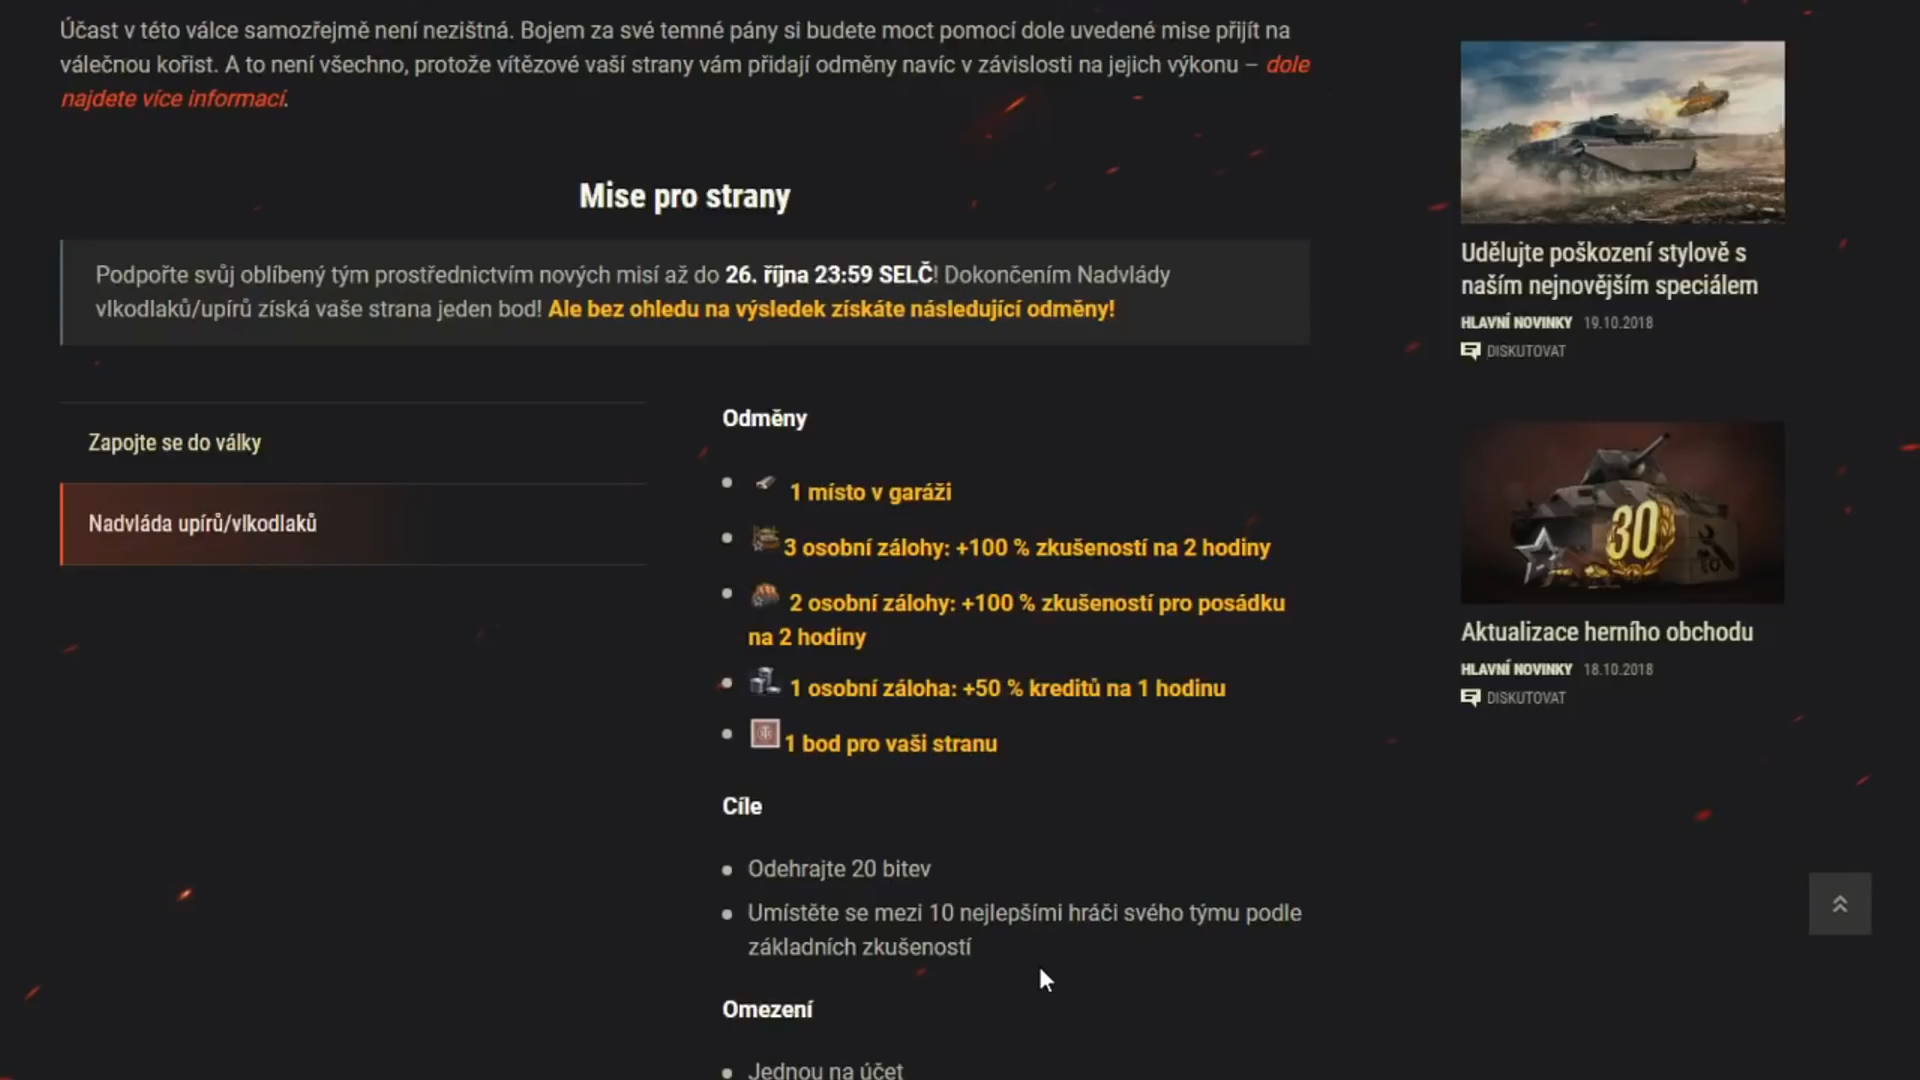 Účast v této válce samozřejmě není nezištná. Bojem za své temné pány si budete moct pomocí dole uvedené mise přijít na
válečnou kořist. A to není všechno, protože vítězové vaší strany vám přidají odměny navíc v závislosti na jejich výkonu – dole
najdete více informací.
Mise pro strany
Podpořte svůj oblíbený tým prostřednictvím nových misí až do 26. října 23:59 SELČ! Dokončením Nadvlády
vlkodlaků/upírů získá vaše strana jeden bod! Ale bez ohledu na výsledek získáte následující odměny!
Zapojte se do války
Nadvláda upírů/vlkodlaků
Odměny
1 místo v garáži
3 osobní zálohy: +100 % zkušeností na 2 hodiny
2 osobní zálohy: +100 % zkušeností pro posádku
na 2 hodiny
1 osobní záloha: +50 % kreditů na 1 hodinu
1 bod pro vaši stranu
Cíle
Odehrajte 20 bitev
Umístěte se mezi 10 nejlepšími hráči svého týmu podle
základních zkušeností
Omezení
Jednou na účet
Udělujte poškození stylově s
naším nejnovějším speciálem
HLAVNÍ NOVINKY 19.10.2018
DISKUTOVAT
30
Aktualizace herního obchodu
HLAVNÍ NOVINKY 18.10.2018
DISKUTOVAT